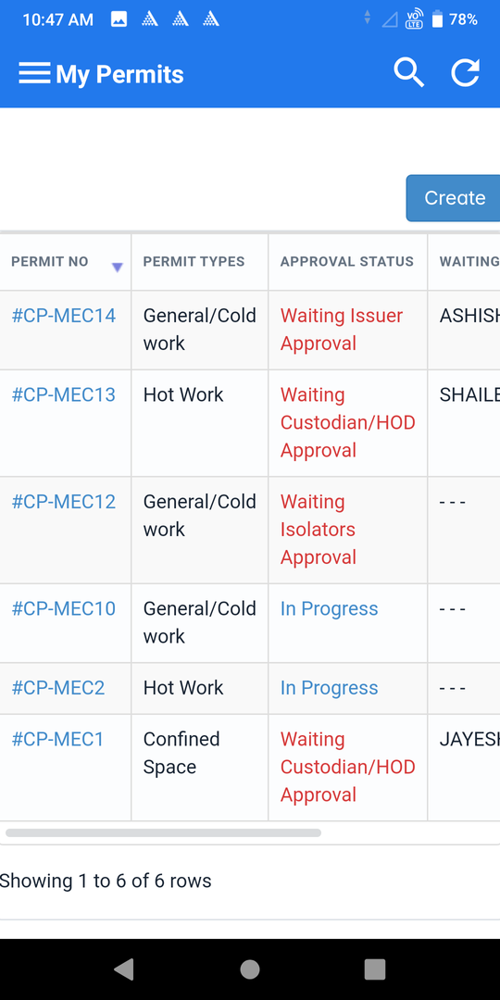 10:47 AM
VO LTE
78%
My Permits
Create
PERMIT NO
PERMIT TYPES
APPROVAL STATUS
WAITING
#CP-MEC14
General/Cold
work
Waiting Issuer
Approval
ASHISH
#CP-MEC13
Hot Work
Waiting
Custodian/HOD
Approval
SHAILE
#CP-MEC12
General/Cold
work
Waiting
Isolators
Approval
- - -
#CP-MEC10
General/Cold
work
In Progress
- - -
#CP-MEC2
Hot Work
In Progress
- - -
#CP-MEC1
Confined
Space
Waiting
Custodian/HOD
Approval
JAYESH
Showing 1 to 6 of 6 rows